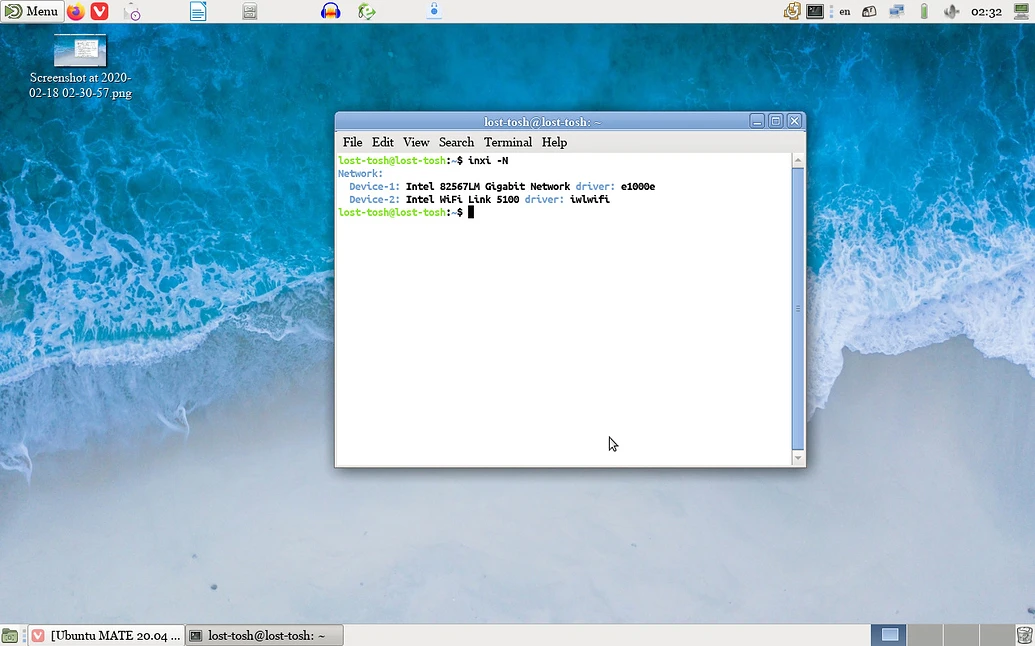 Menu
en
02:32
Screenshot at 2020-
02-18 02-30-57.png
lost-tosh@lost-tosh: ~
File Edit View Search Terminal Help
lost-tosh@lost-tosh:~$ inxi -N
Network:
Device-1: Intel 82567LM Gigabit Network driver: e1000e
Device-2: Intel WiFi Link 5100 driver: iwlwifi
lost-tosh@lost-tosh:~$
[Ubuntu MATE 20.04 ...
lost-tosh@lost-tosh: ~